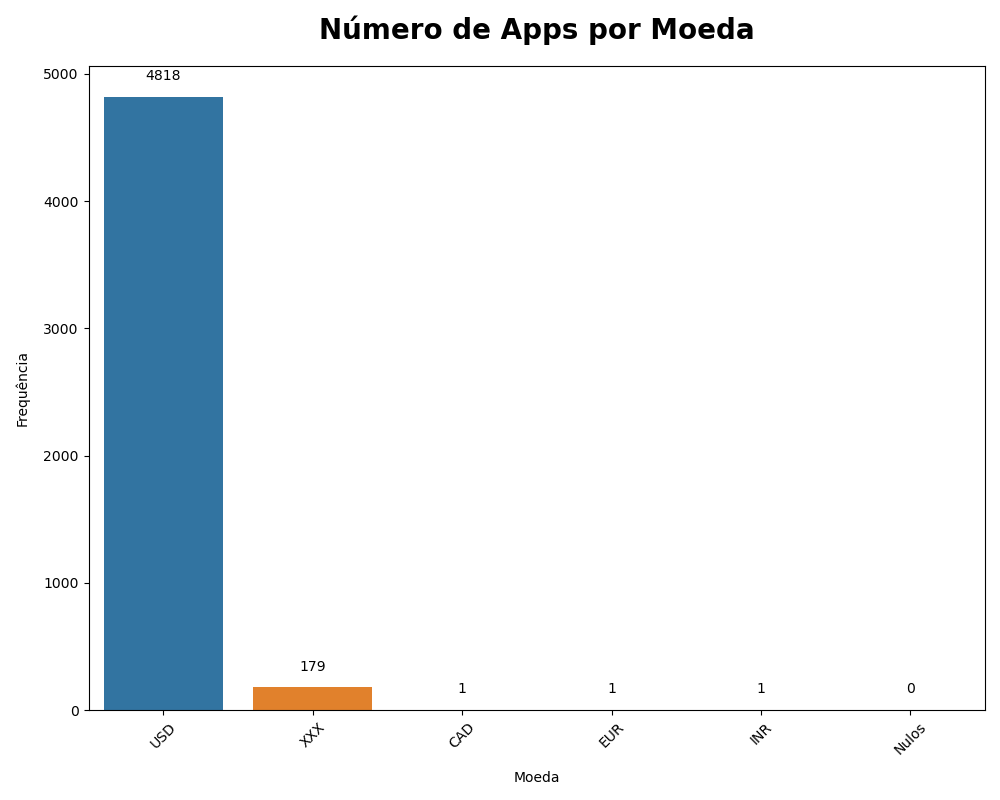 Número de Apps por Moeda
5000
4000
3000
2000
1000
0
Frequência
4818
179
1
1
1
0
USD
XXX
CAD
EUR
INR
Nulos
Moeda